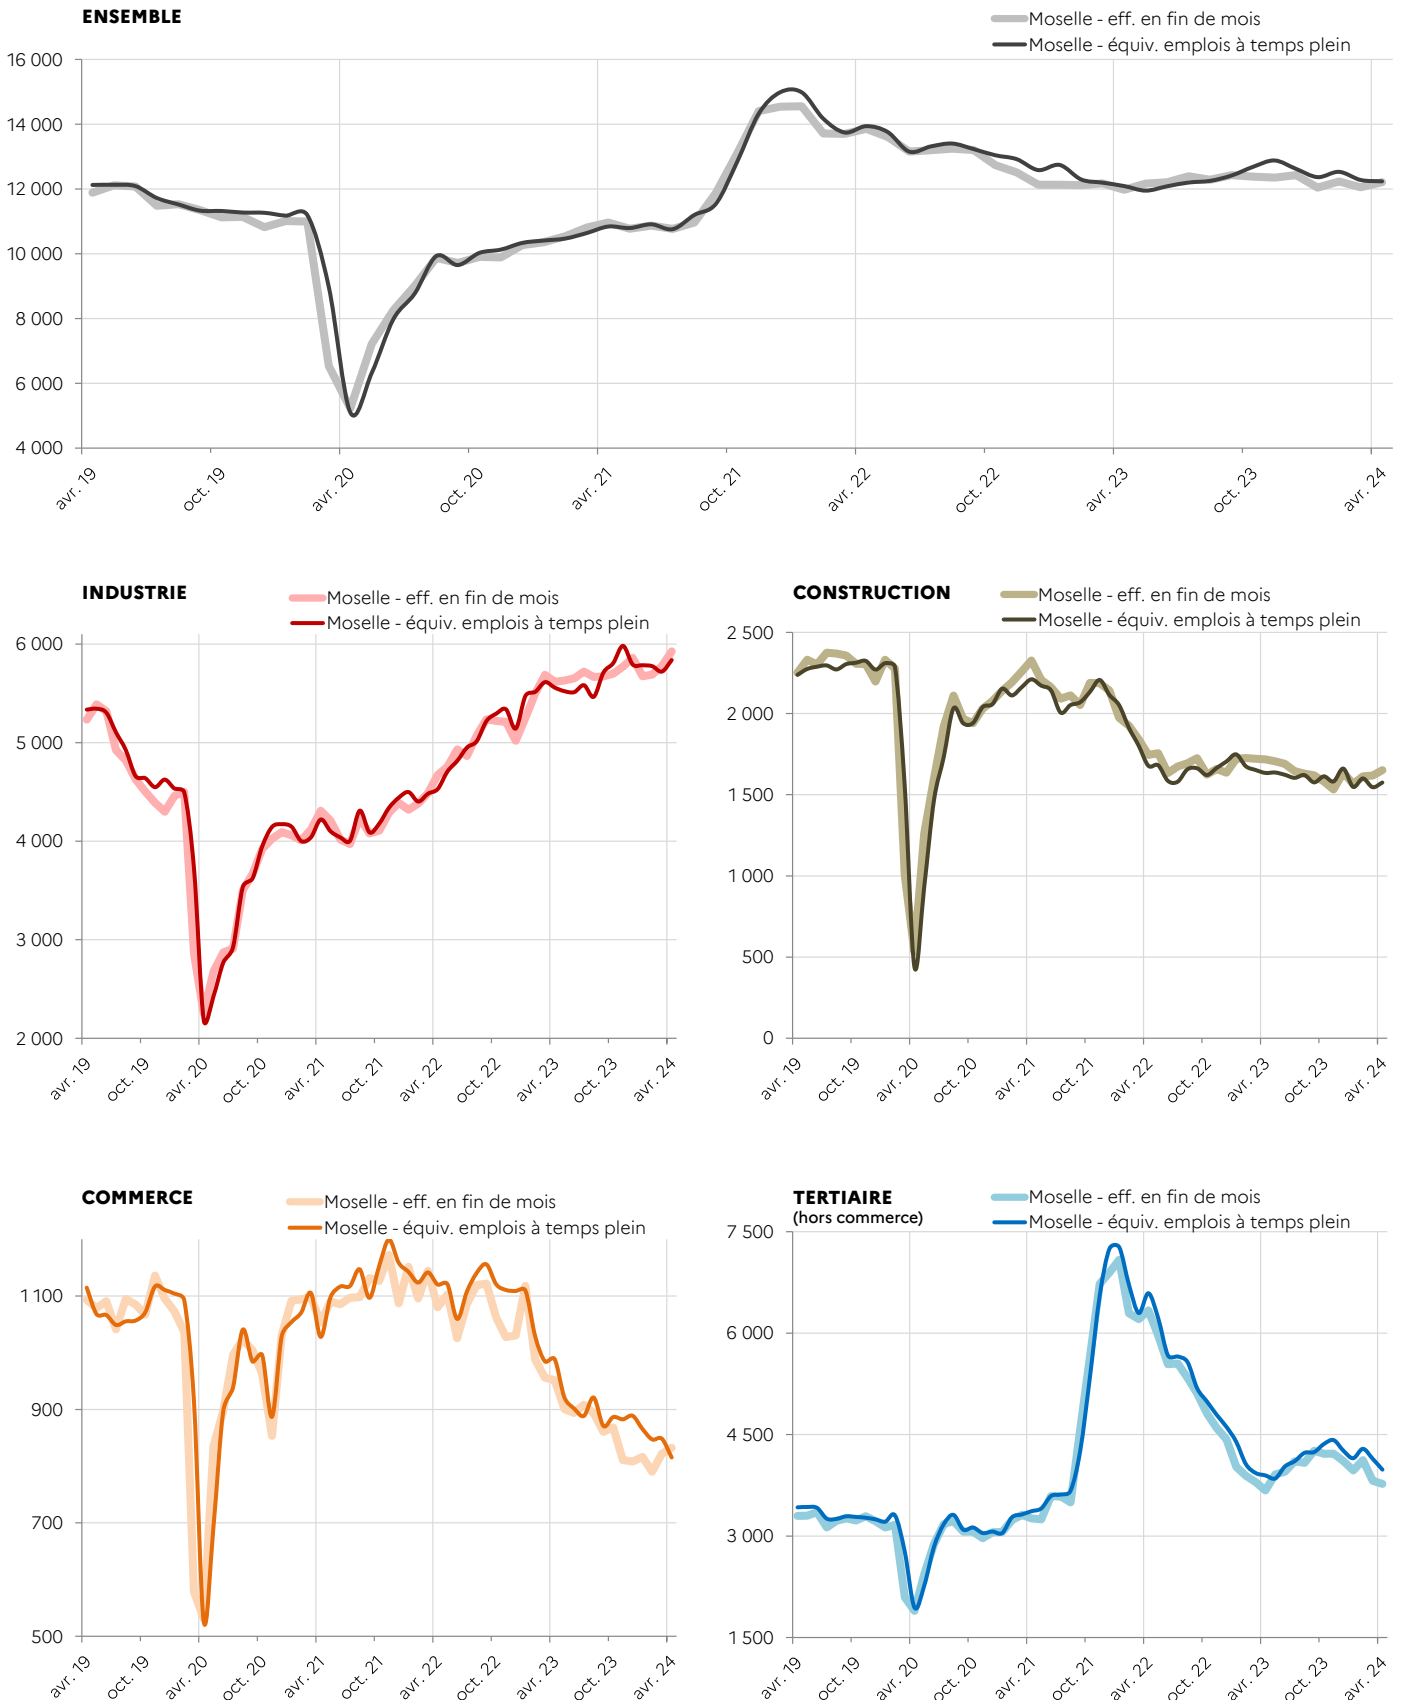 ENSEMBLE
Moselle - eff. en fin de mois
Moselle - équiv. emplois à temps plein
16 000
14 000
12 000
10 000
8 000
6 000
4 000
avr. 19
oct. 19
avr. 20
oct. 20
avr. 21
oct. 21
avr. 22
oct. 22
avr. 23
oct. 23
avr. 24
INDUSTRIE
Moselle - eff. en fin de mois
Moselle - équiv. emplois à temps plein
6 000
5 000
4 000
3 000
2 000
avr. 19
oct. 19
avr. 20
oct. 20
avr. 21
oct. 21
avr. 22
oct. 22
avr. 23
oct. 23
avr. 24
CONSTRUCTION
Moselle - eff. en fin de mois
Moselle - équiv. emplois à temps plein
2 500
2 000
1 500
1 000
500
0
avr. 19
oct. 19
avr. 20
oct. 20
avr. 21
oct. 21
avr. 22
oct. 22
avr. 23
oct. 23
avr. 24
COMMERCE
Moselle - eff. en fin de mois
Moselle - équiv. emplois à temps plein
1 100
900
700
500
avr. 19
oct. 19
avr. 20
oct. 20
avr. 21
oct. 21
avr. 22
oct. 22
avr. 23
oct. 23
avr. 24
TERTIAIRE
(hors commerce)
Moselle - eff. en fin de mois
Moselle - équiv. emplois à temps plein
7 500
6 000
4 500
3 000
1 500
avr. 19
oct. 19
avr. 20
oct. 20
avr. 21
oct. 21
avr. 22
oct. 22
avr. 23
oct. 23
avr. 24